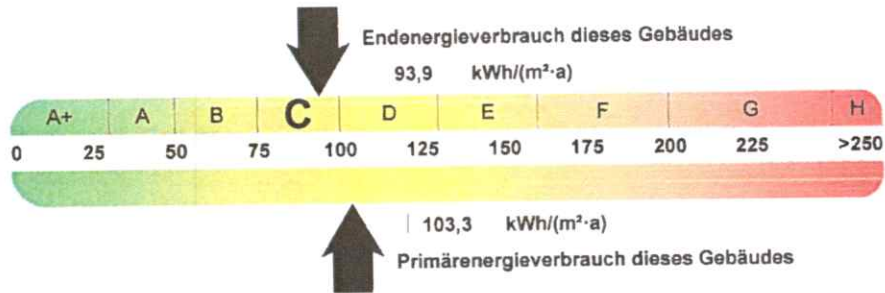 Endenergieverbrauch dieses Gebäudes
93,9 kWh/(m²·a)
A+ A B C D E F G H
0 25 50 75 100 125 150 175 200 225 >250
103,3 kWh/(m²·a)
Primärenergieverbrauch dieses Gebäudes